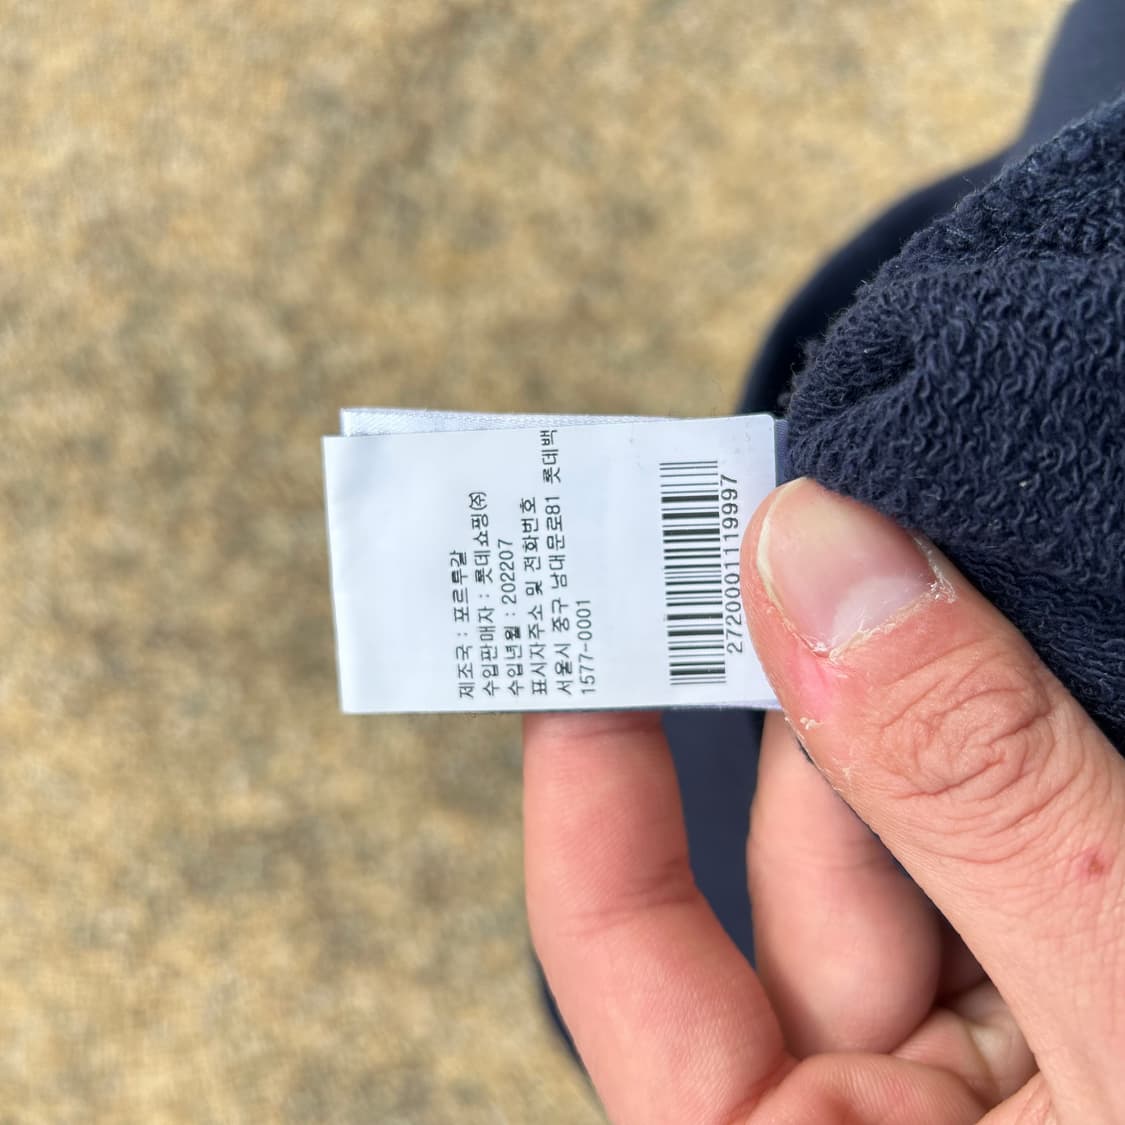 제조국 : 포르투갈
수입판매자 : 롯데쇼핑(주)
수입년월 : 202207
표시자주소 및 전화번호
서울시 중구 남대문로81 롯데백
1577-0001
2720001119997